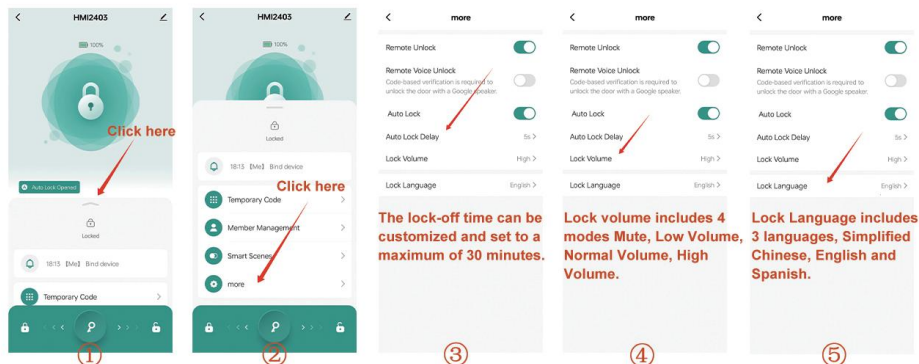 HMI2403
100%
Click here
Auto Lock Opened
Locked
18:15 [Me] Bind device
Temporary Code
①
HMI2403
100%
Locked
18:15 [Me] Bind device
Click here
Temporary Code
Member Management
Smart Scenes
more
②
more
Remote Unlock
Remote Voice Unlock
Code-based verification is required to
unlock the door with a Google speaker.
Auto Lock
Auto Lock Delay 5s
Lock Volume High
Lock Language English
The lock-off time can be
customized and set to a
maximum of 30 minutes.
③
more
Remote Unlock
Remote Voice Unlock
Code-based verification is required to
unlock the door with a Google speaker.
Auto Lock
Auto Lock Delay 5s
Lock Volume High
Lock Language English
Lock volume includes 4
modes Mute, Low Volume,
Normal Volume, High
Volume.
④
more
Remote Unlock
Remote Voice Unlock
Code-based verification is required to
unlock the door with a Google speaker.
Auto Lock
Auto Lock Delay 5s
Lock Volume High
Lock Language English
Lock Language includes
3 languages, Simplified
Chinese, English and
Spanish.
⑤